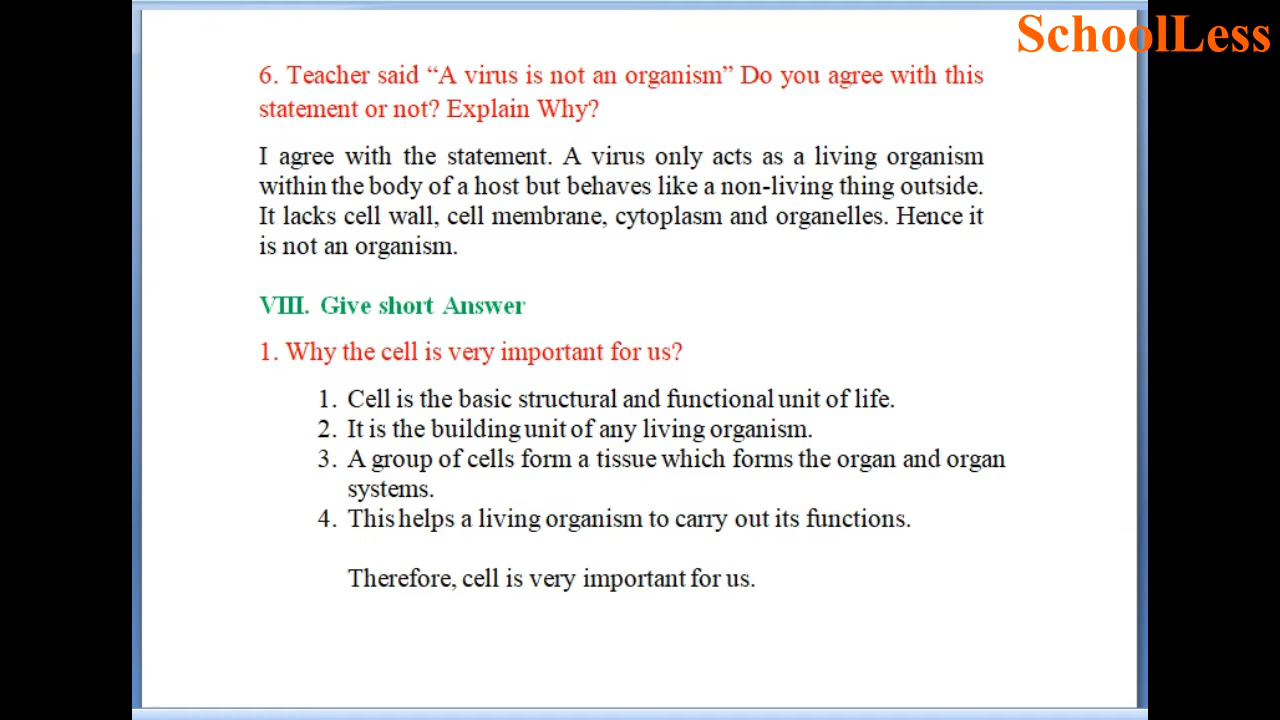 SchoolLess
6. Teacher said “A virus is not an organism” Do you agree with this
statement or not? Explain Why?
I agree with the statement. A virus only acts as a living organism
within the body of a host but behaves like a non-living thing outside.
It lacks cell wall, cell membrane, cytoplasm and organelles. Hence it
is not an organism.
VIII. Give short Answer
1. Why the cell is very important for us?
1. Cell is the basic structural and functional unit of life.
2. It is the building unit of any living organism.
3. A group of cells form a tissue which forms the organ and organ
systems.
4. This helps a living organism to carry out its functions.
Therefore, cell is very important for us.